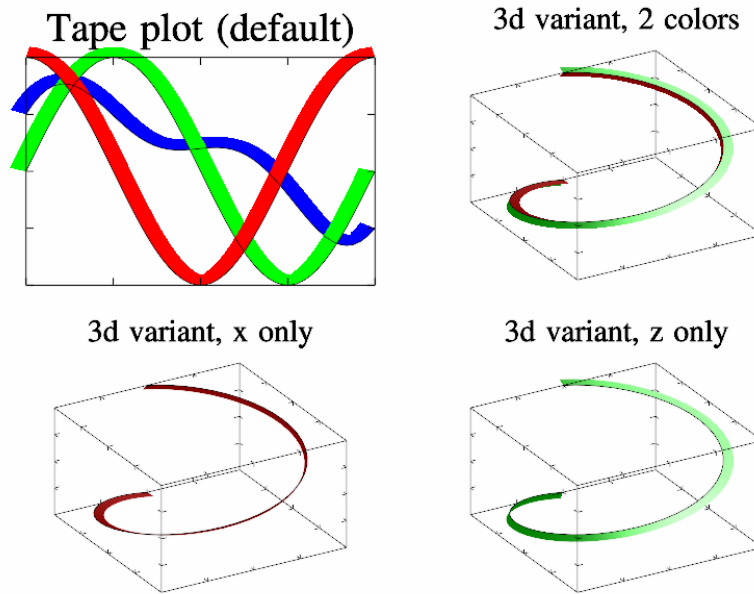 Tape plot (default)
3d variant, 2 colors
3d variant, x only
3d variant, z only